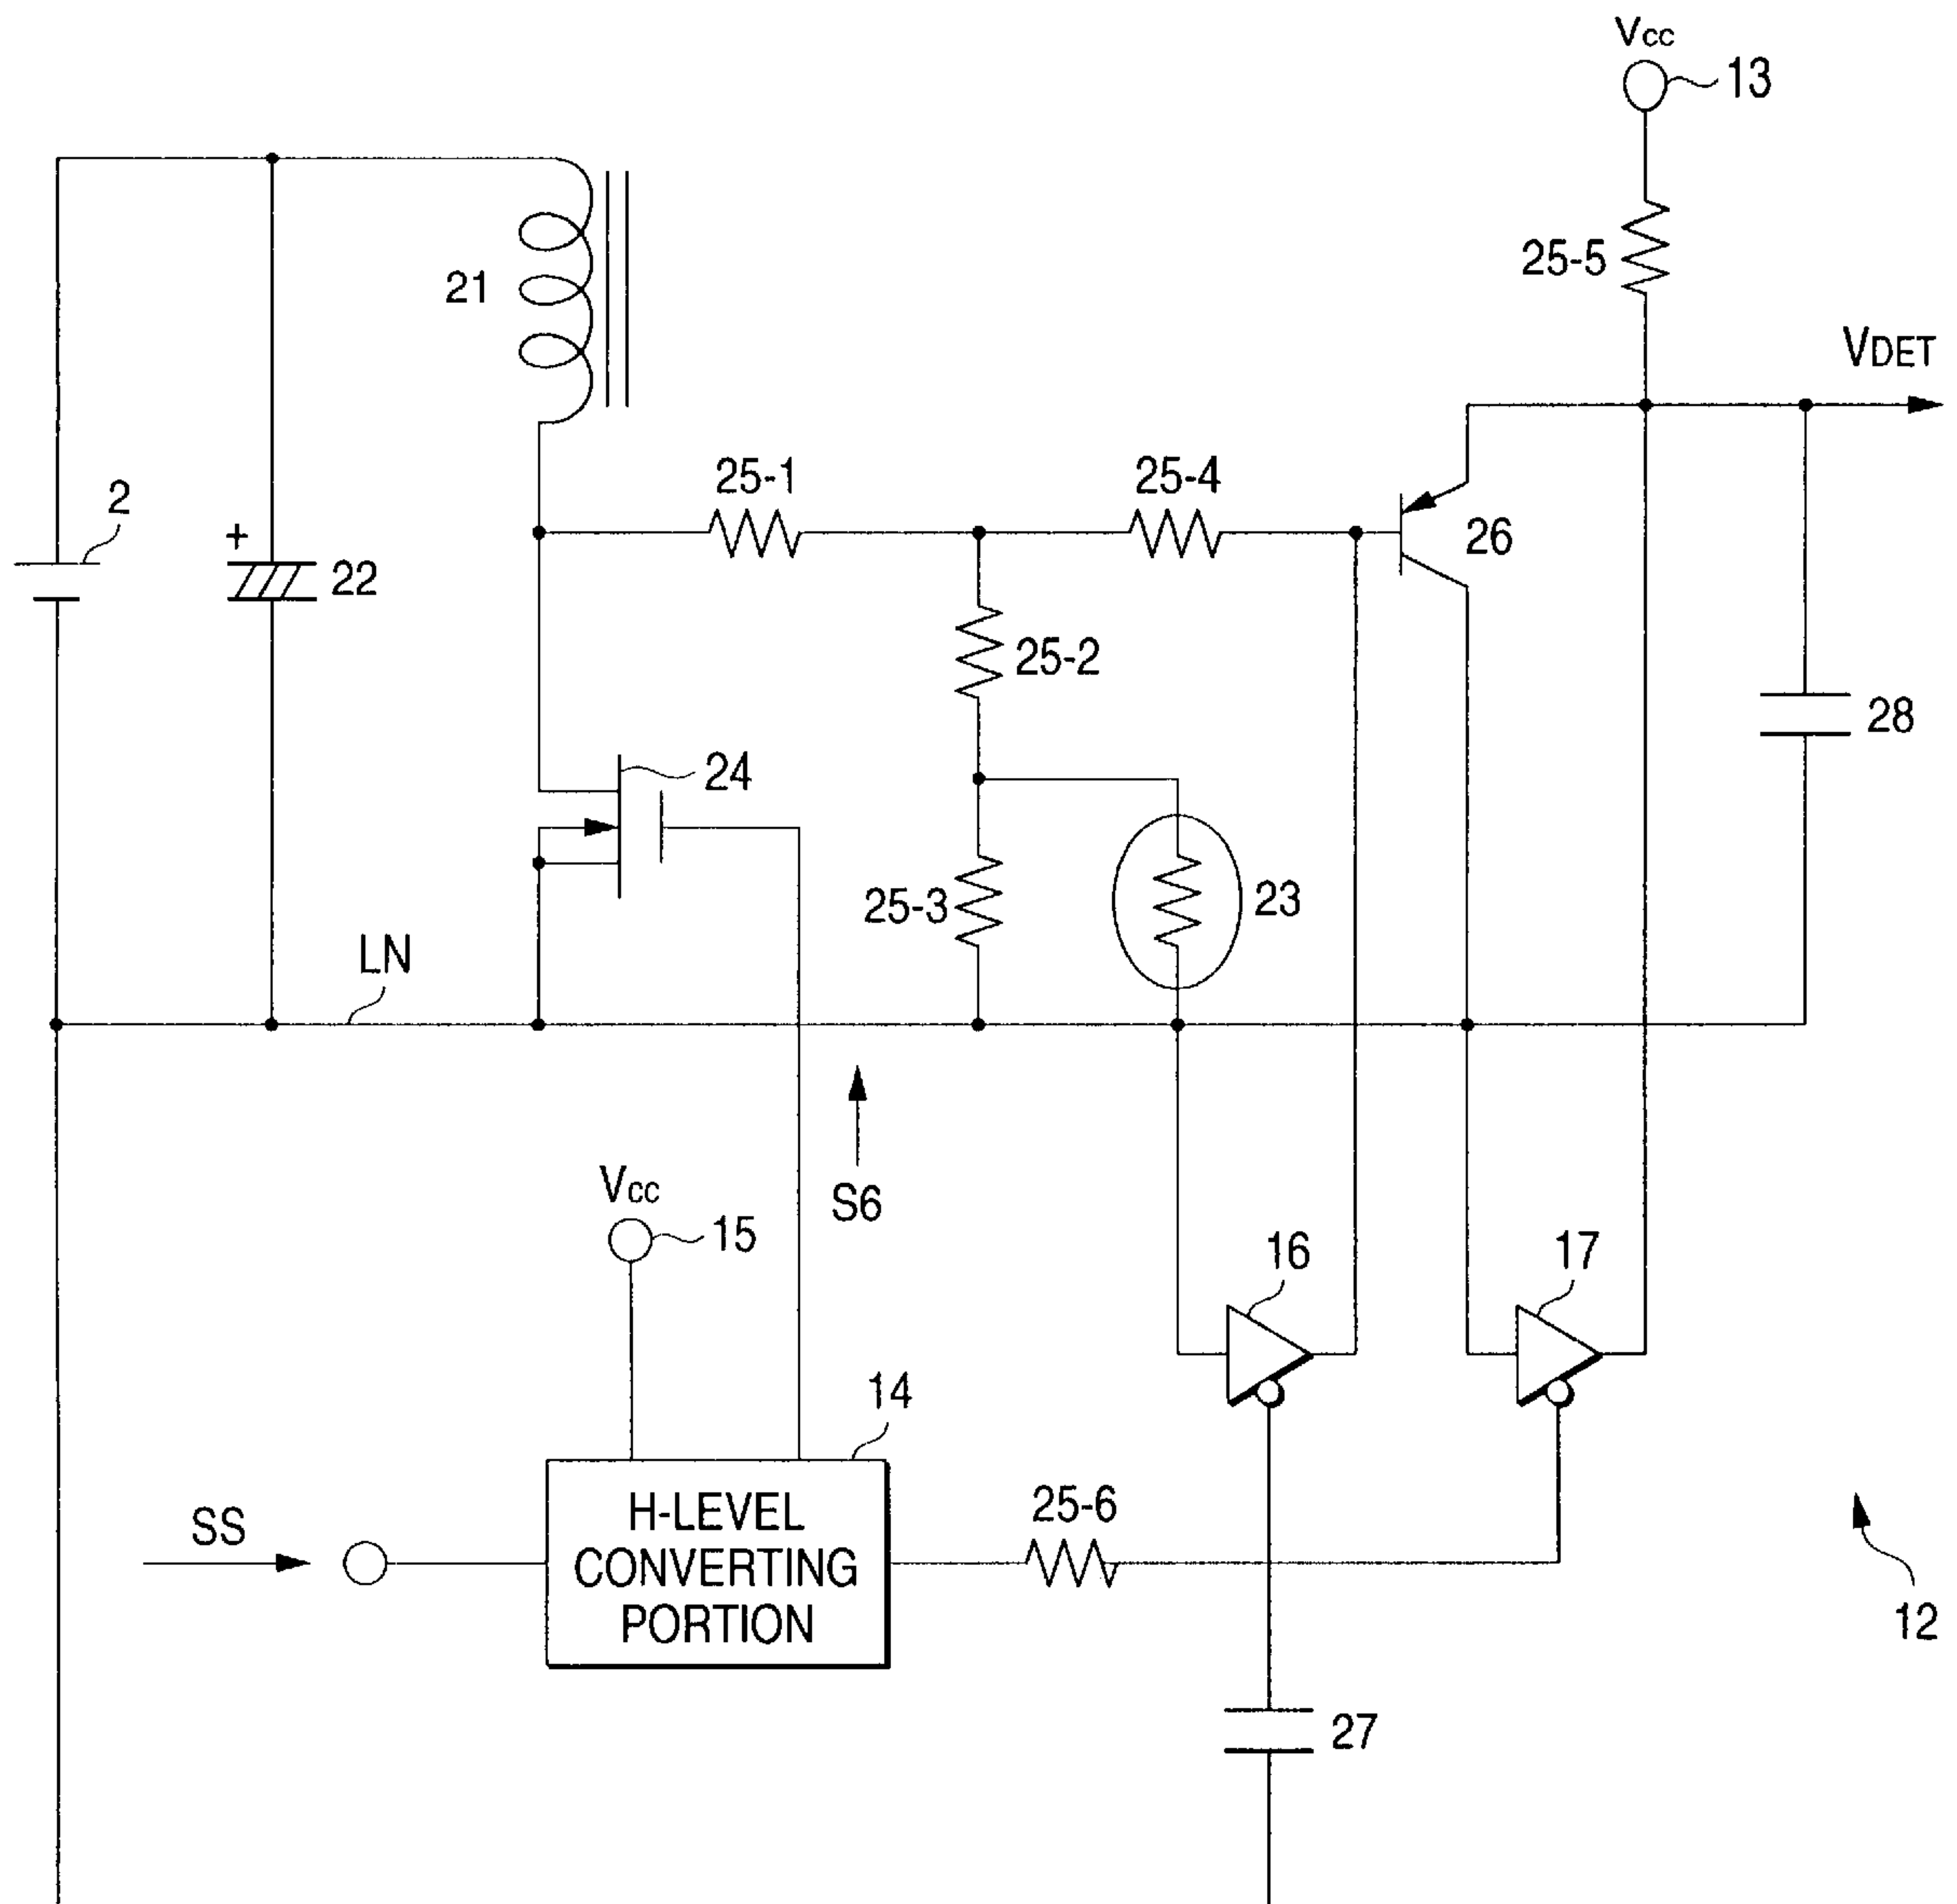 Vcc
13
25-5
21
VDET
25-1
25-4
2
+
22
26
25-2
28
24
25-3
23
LN
Vcc
15
S6
16
17
14
SS
H-LEVEL
CONVERTING
PORTION
25-6
12
27